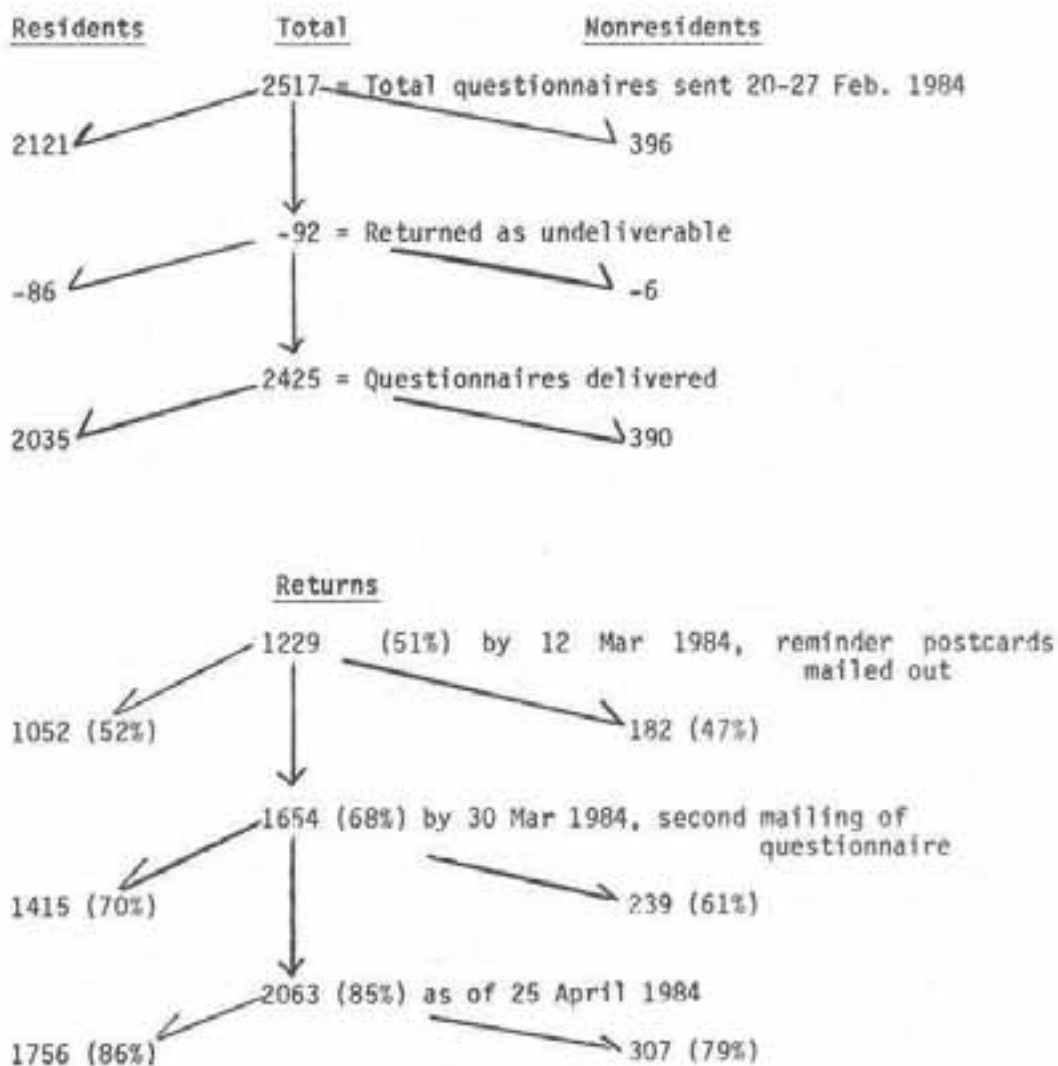 Residents Total Nonresidents
2517 = Total questionnaires sent 20-27 Feb. 1984
2121 396
-92 = Returned as undeliverable
-86 -6
2425 = Questionnaires delivered
2035 390
Returns
1229 (51%) by 12 Mar 1984, reminder postcards
mailed out
1052 (52%) 182 (47%)
1654 (68%) by 30 Mar 1984, second mailing of
questionnaire
1415 (70%) 239 (61%)
2063 (85%) as of 25 April 1984
1756 (86%) 307 (79%)